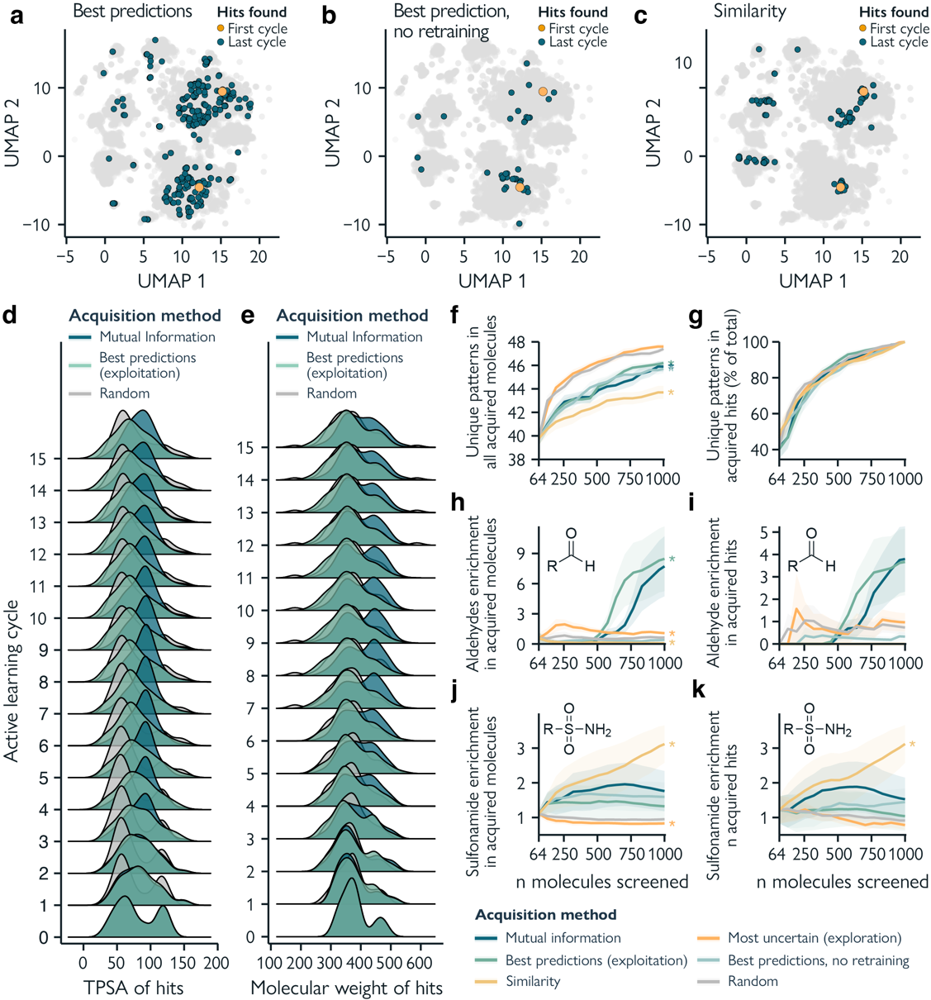 a
Best predictions
Hits found
First cycle
Last cycle
UMAP 2
10
0
−10
−5
0
5
10
15
20
UMAP 1
b
Best prediction,
no retraining
Hits found
First cycle
Last cycle
UMAP 2
10
0
−10
−5
0
5
10
15
20
UMAP 1
c
Similarity
Hits found
First cycle
Last cycle
UMAP 2
10
0
−10
−5
0
5
10
15
20
UMAP 1
d
Acquisition method
Mutual Information
Best predictions
(exploitation)
Random
Active learning cycle
15
14
13
12
11
10
9
8
7
6
5
4
3
2
1
0
0
50
100
150
200
TPSA of hits
e
Acquisition method
Mutual Information
Best predictions
(exploitation)
Random
15
14
13
12
11
10
9
8
7
6
5
4
3
2
1
0
100
200
300
400
500
600
Molecular weight of hits
f
Unique patterns in
all acquired molecules
48
46
44
42
40
38
64
250
500
750
1000
*
*
*
*
g
Unique patterns in
acquired hits (% of total)
100
80
60
40
64
250
500
750
1000
h
Aldehydes enrichment
in acquired molecules
9
6
3
1
0
R
O
H
64
250
500
750
1000
*
*
*
i
Aldehyde enrichment
in acquired hits
5
4
3
2
1
0
R
O
H
64
250
500
750
1000
j
Sulfonamide enrichment
in acquired molecules
3
2
1
O
R–S–NH₂
O
64
250
500
750
1000
*
*
n molecules screened
k
Sulfonamide enrichment
n acquired hits
3
2
1
O
R–S–NH₂
O
64
250
500
750
1000
*
n molecules screened
Acquisition method
Mutual information
Best predictions (exploitation)
Similarity
Most uncertain (exploration)
Best predictions, no retraining
Random